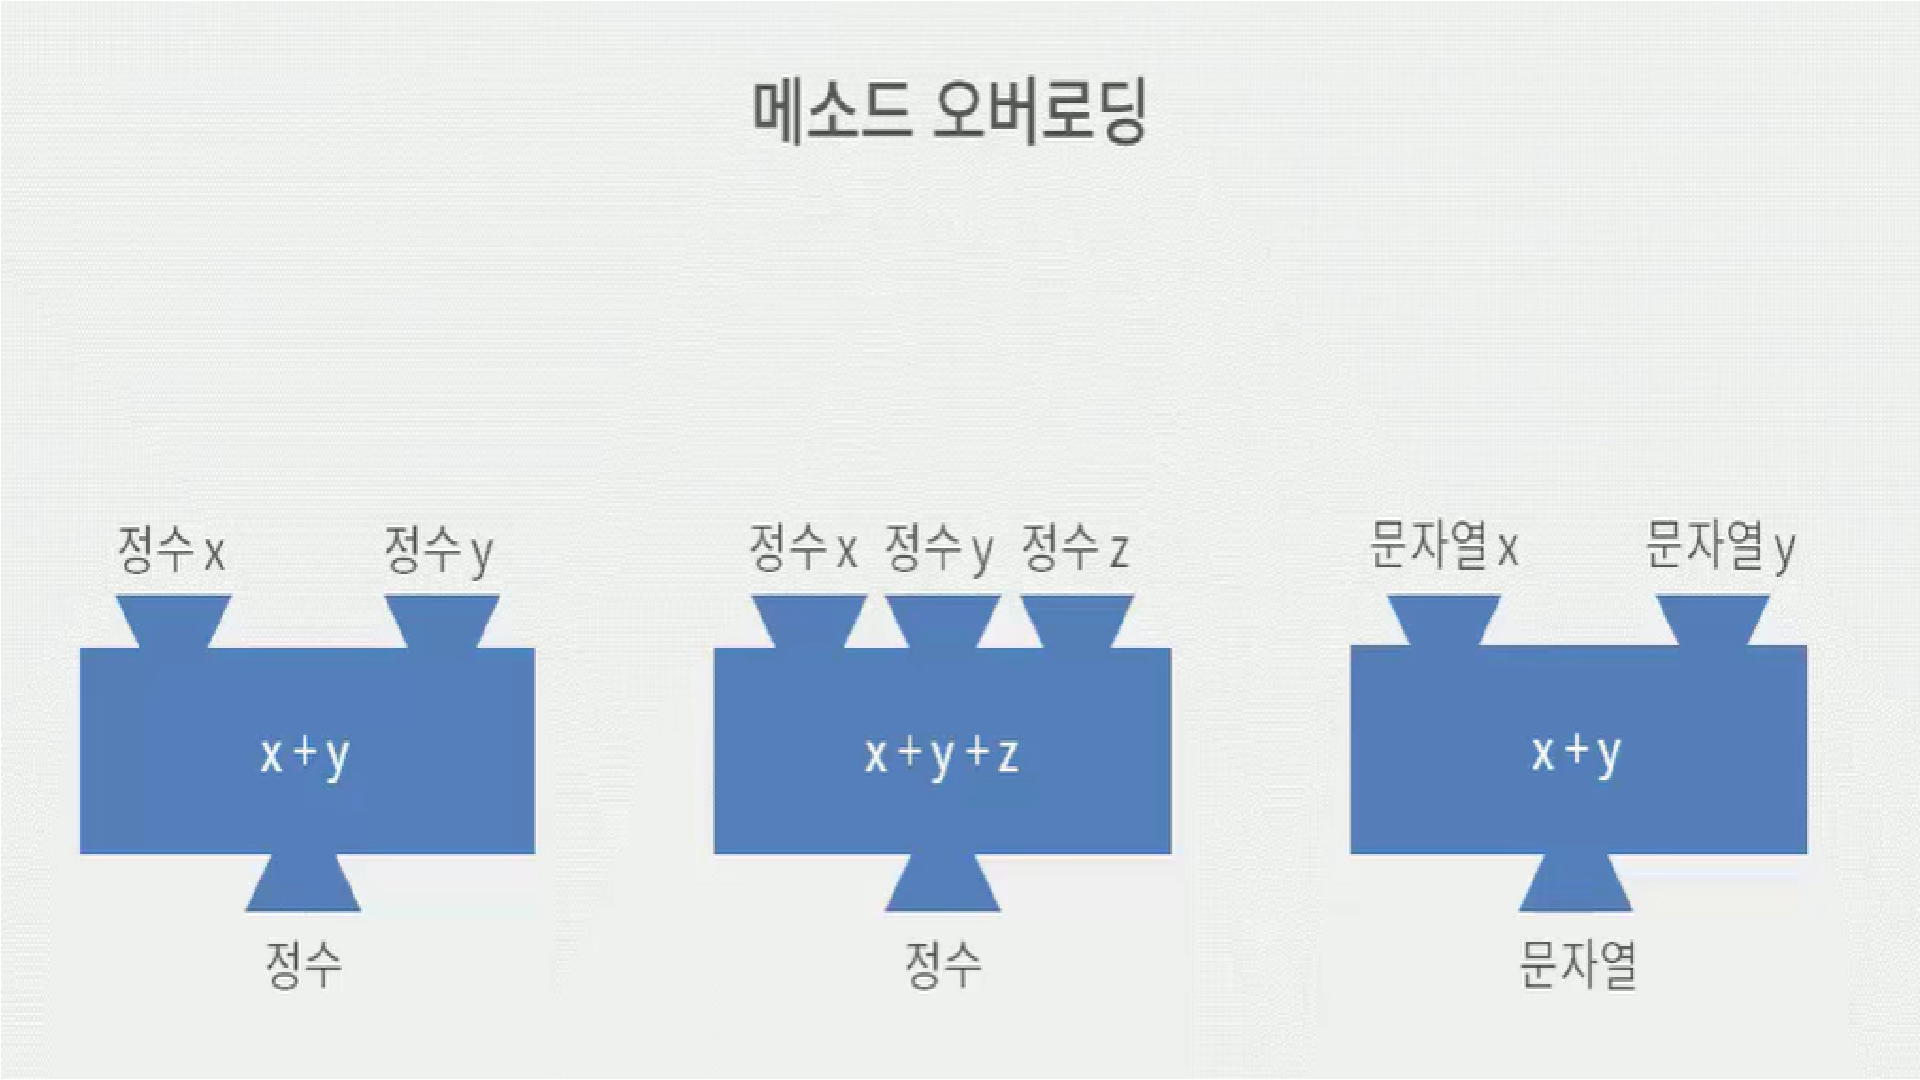 메소드 오버로딩
정수 x 정수 y
x + y
정수
정수 x 정수 y 정수 z
x + y + z
정수
문자열 x 문자열 y
x + y
문자열